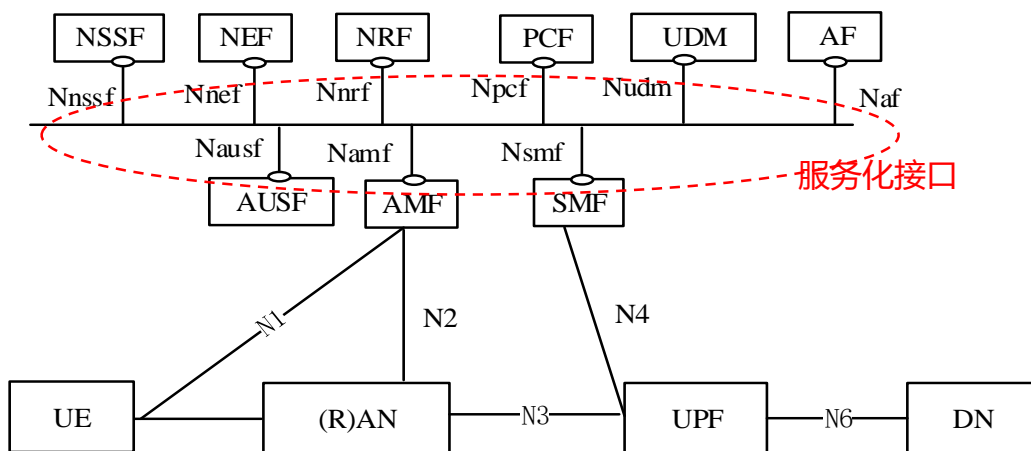 NSSF
NEF
NRF
PCF
UDM
AF
Nnssf
Nnef
Nnrf
Npcf
Nudm
Naf
Nausf
Namf
Nsmf
服务化接口
AUSF
AMF
SMF
N1
N2
N4
UE
(R)AN
N3
UPF
N6
DN